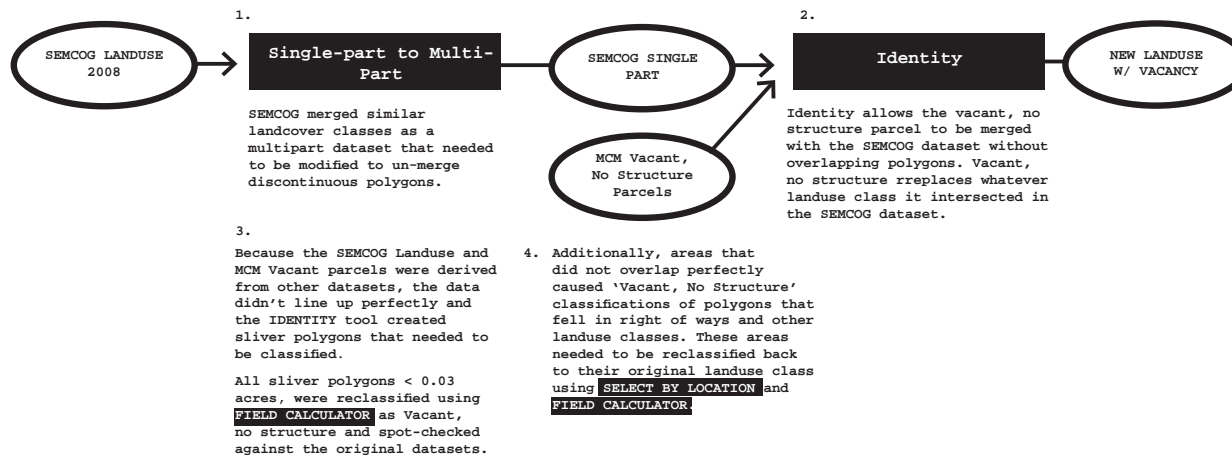 1.
SEMCOG LANDUSE
2008
Single-part to Multi-
Part
SEMCOG merged similar
landcover classes as a
multipart dataset that needed
to be modified to un-merge
discontinuous polygons.
SEMCOG SINGLE
PART
MCM Vacant,
No Structure
Parcels
2.
Identity
Identity allows the vacant, no
structure parcel to be merged
with the SEMCOG dataset without
overlapping polygons. Vacant,
no structure rreplaces whatever
landuse class it intersected in
the SEMCOG dataset.
NEW LANDUSE
W/ VACANCY
3.
Because the SEMCOG Landuse and
MCM Vacant parcels were derived
from other datasets, the data
didn't line up perfectly and
the IDENTITY tool created
sliver polygons that needed to
be classified.
All sliver polygons < 0.03
acres, were reclassified using
FIELD CALCULATOR as Vacant,
no structure and spot-checked
against the original datasets.
4. Additionally, areas that
did not overlap perfectly
caused ‘Vacant, No Structure’
classifications of polygons that
fell in right of ways and other
landuse classes. These areas
needed to be reclassified back
to their original landuse class
using SELECT BY LOCATION and
FIELD CALCULATOR.